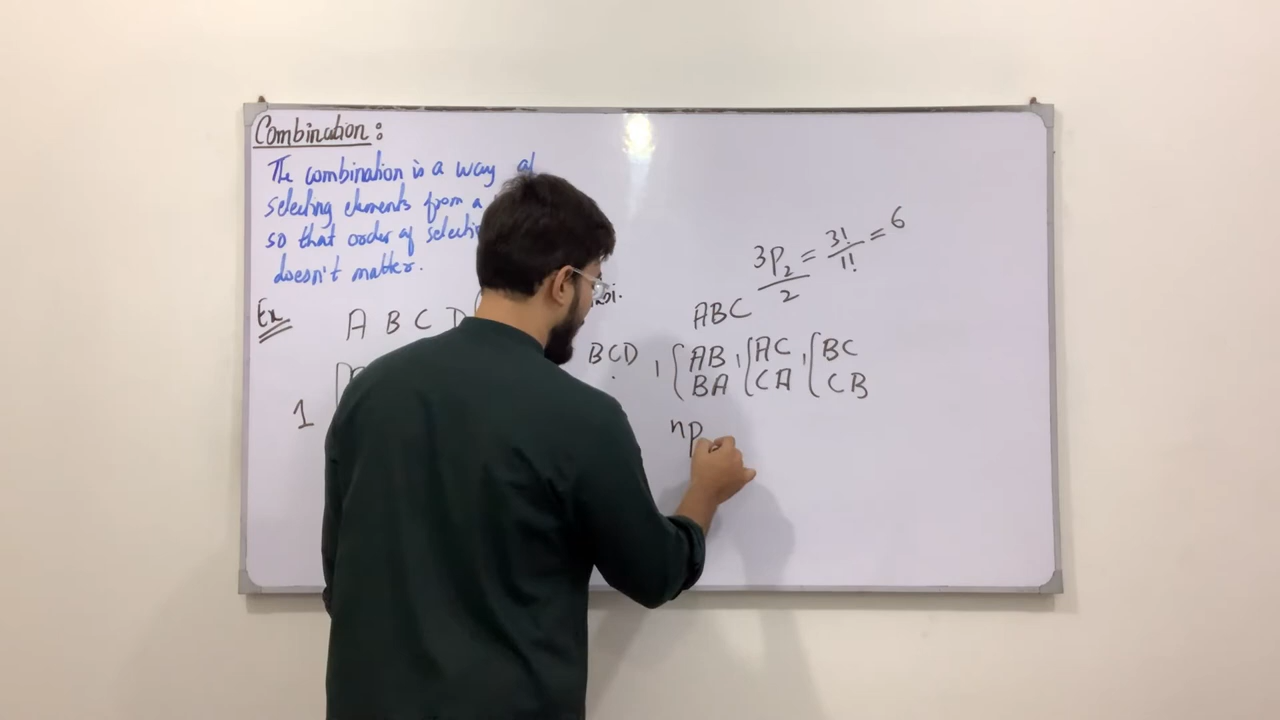 Combination :
The combination is a way of
selecting elements from a
so that order of
doesn't matter.
Ex
A B C D
1
BCD ,
3P2 = 3!/1! = 6
2
ABC
AB , AC , BC
BA CA CB
np